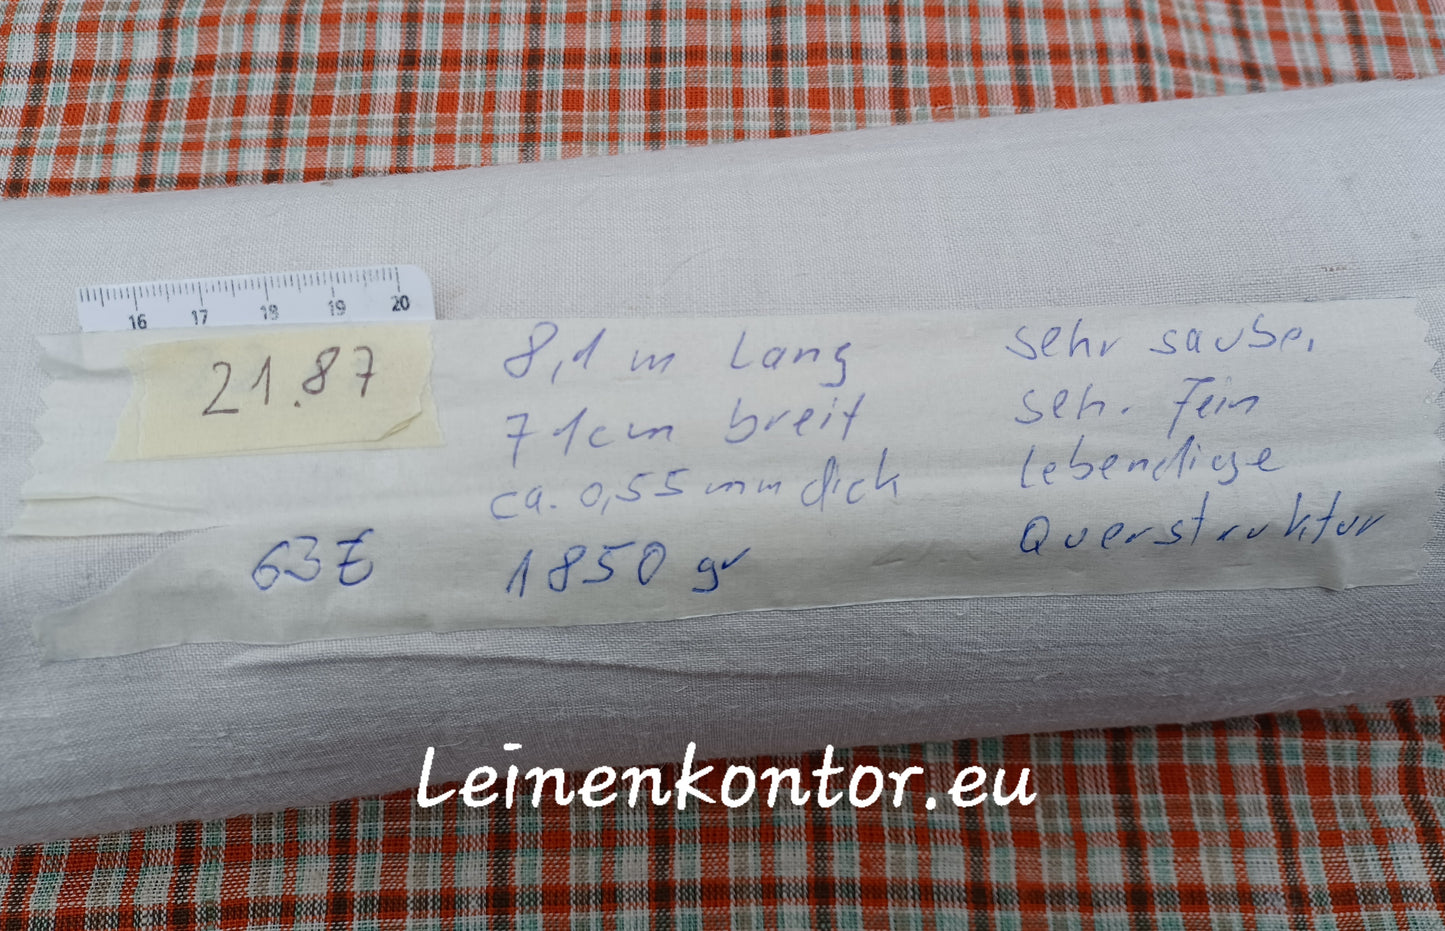 16 17 18 19 20
21.87
8,1 m lang
71cm breit
ca. 0,55 mm dick
63€
1850 gr
sehr sauber
sehr fein
lebendige
Querstruktur
Leinenkontor.eu